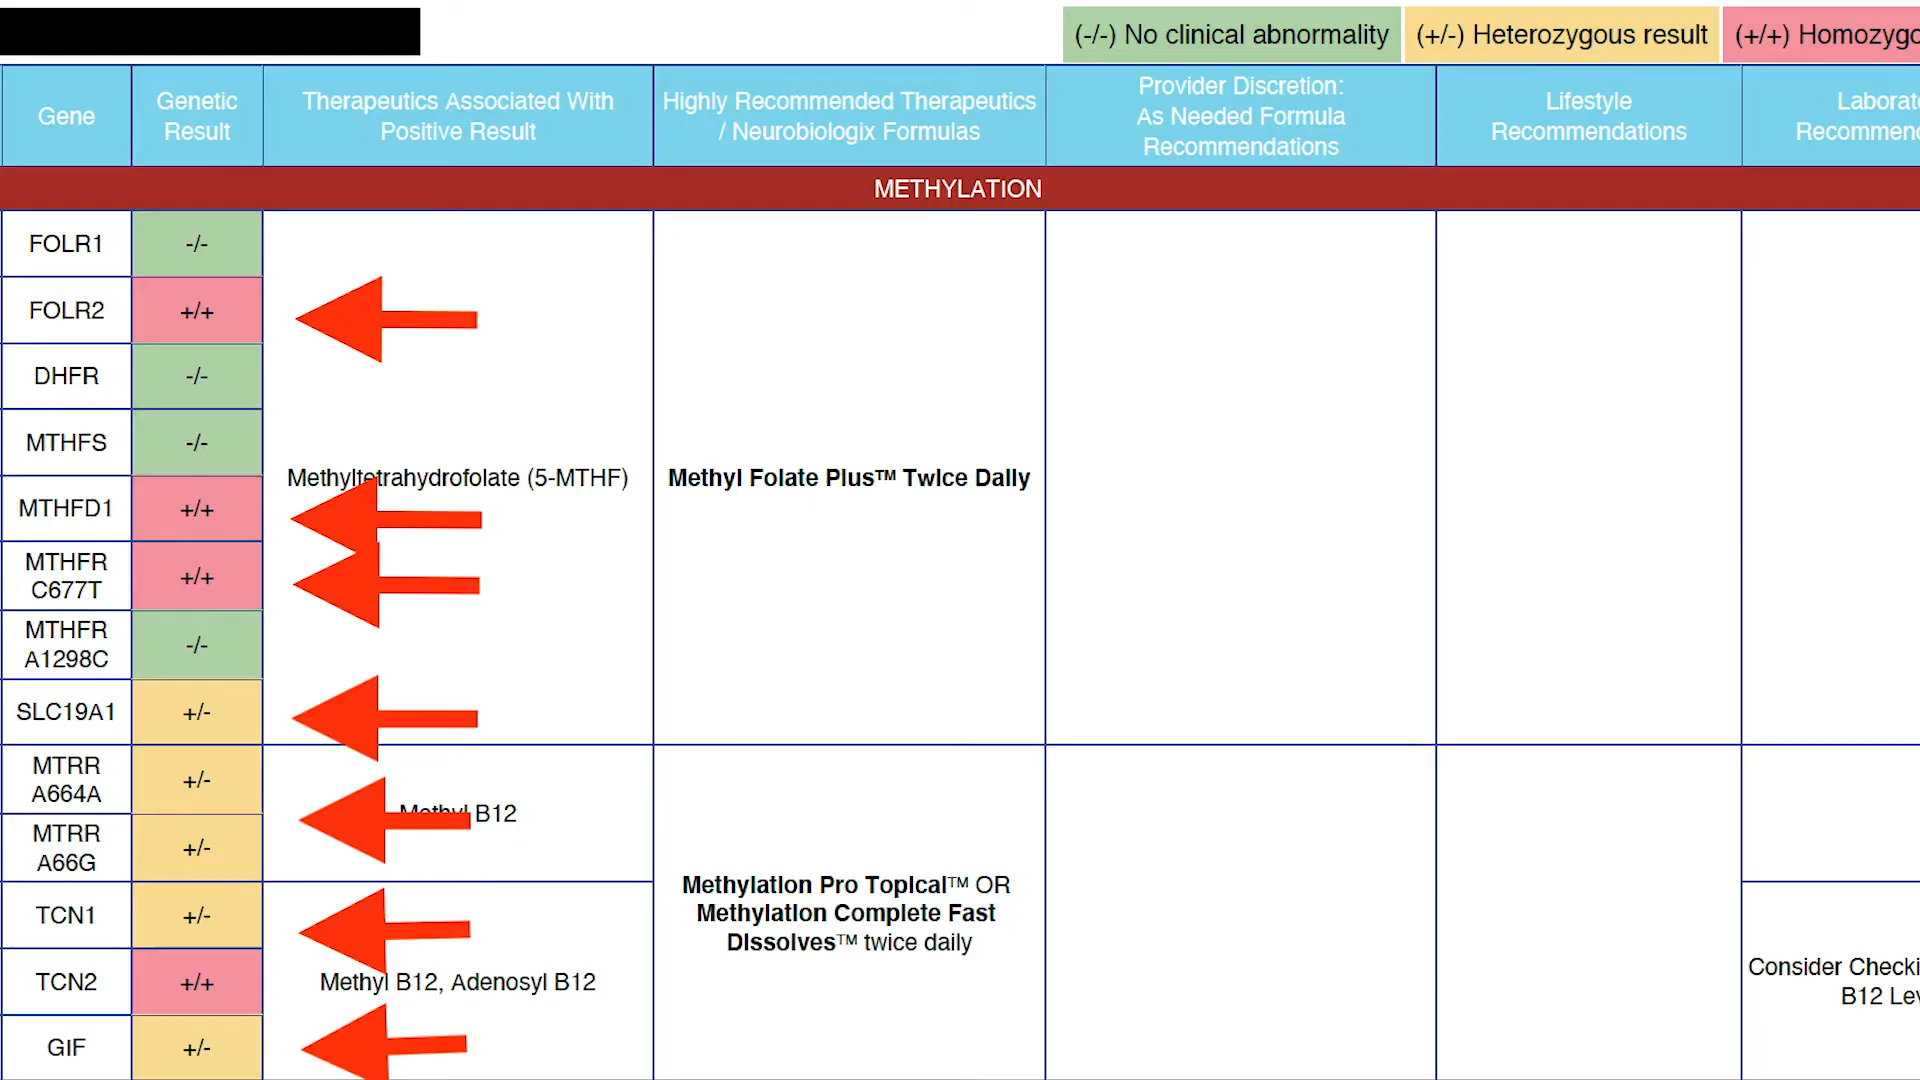 (-/-) No clinical abnormality
(+/-) Heterozygous result
(+/+) Homozygo
Gene
Genetic
Result
Therapeutics Associated With
Positive Result
Highly Recommended Therapeutics
/ Neurobiologix Formulas
Provider Discretion:
As Needed Formula
Recommendations
Lifestyle
Recommendations
Laborato
Recommend
METHYLATION
FOLR1
-/-
FOLR2
+/+
DHFR
-/-
MTHFS
-/-
MTHFD1
+/+
MTHFR
C677T
+/+
MTHFR
A1298C
-/-
SLC19A1
+/-
Methyltetrahydrofolate (5-MTHF)
Methyl Folate Plus™ Twice Daily
MTRR
A664A
+/-
MTRR
A66G
+/-
Methyl B12
TCN1
+/-
TCN2
+/+
GIF
+/-
Methyl B12, Adenosyl B12
Methylation Pro Topical™ OR
Methylation Complete Fast
Dissolves™ twice daily
Consider Checki
B12 Lev